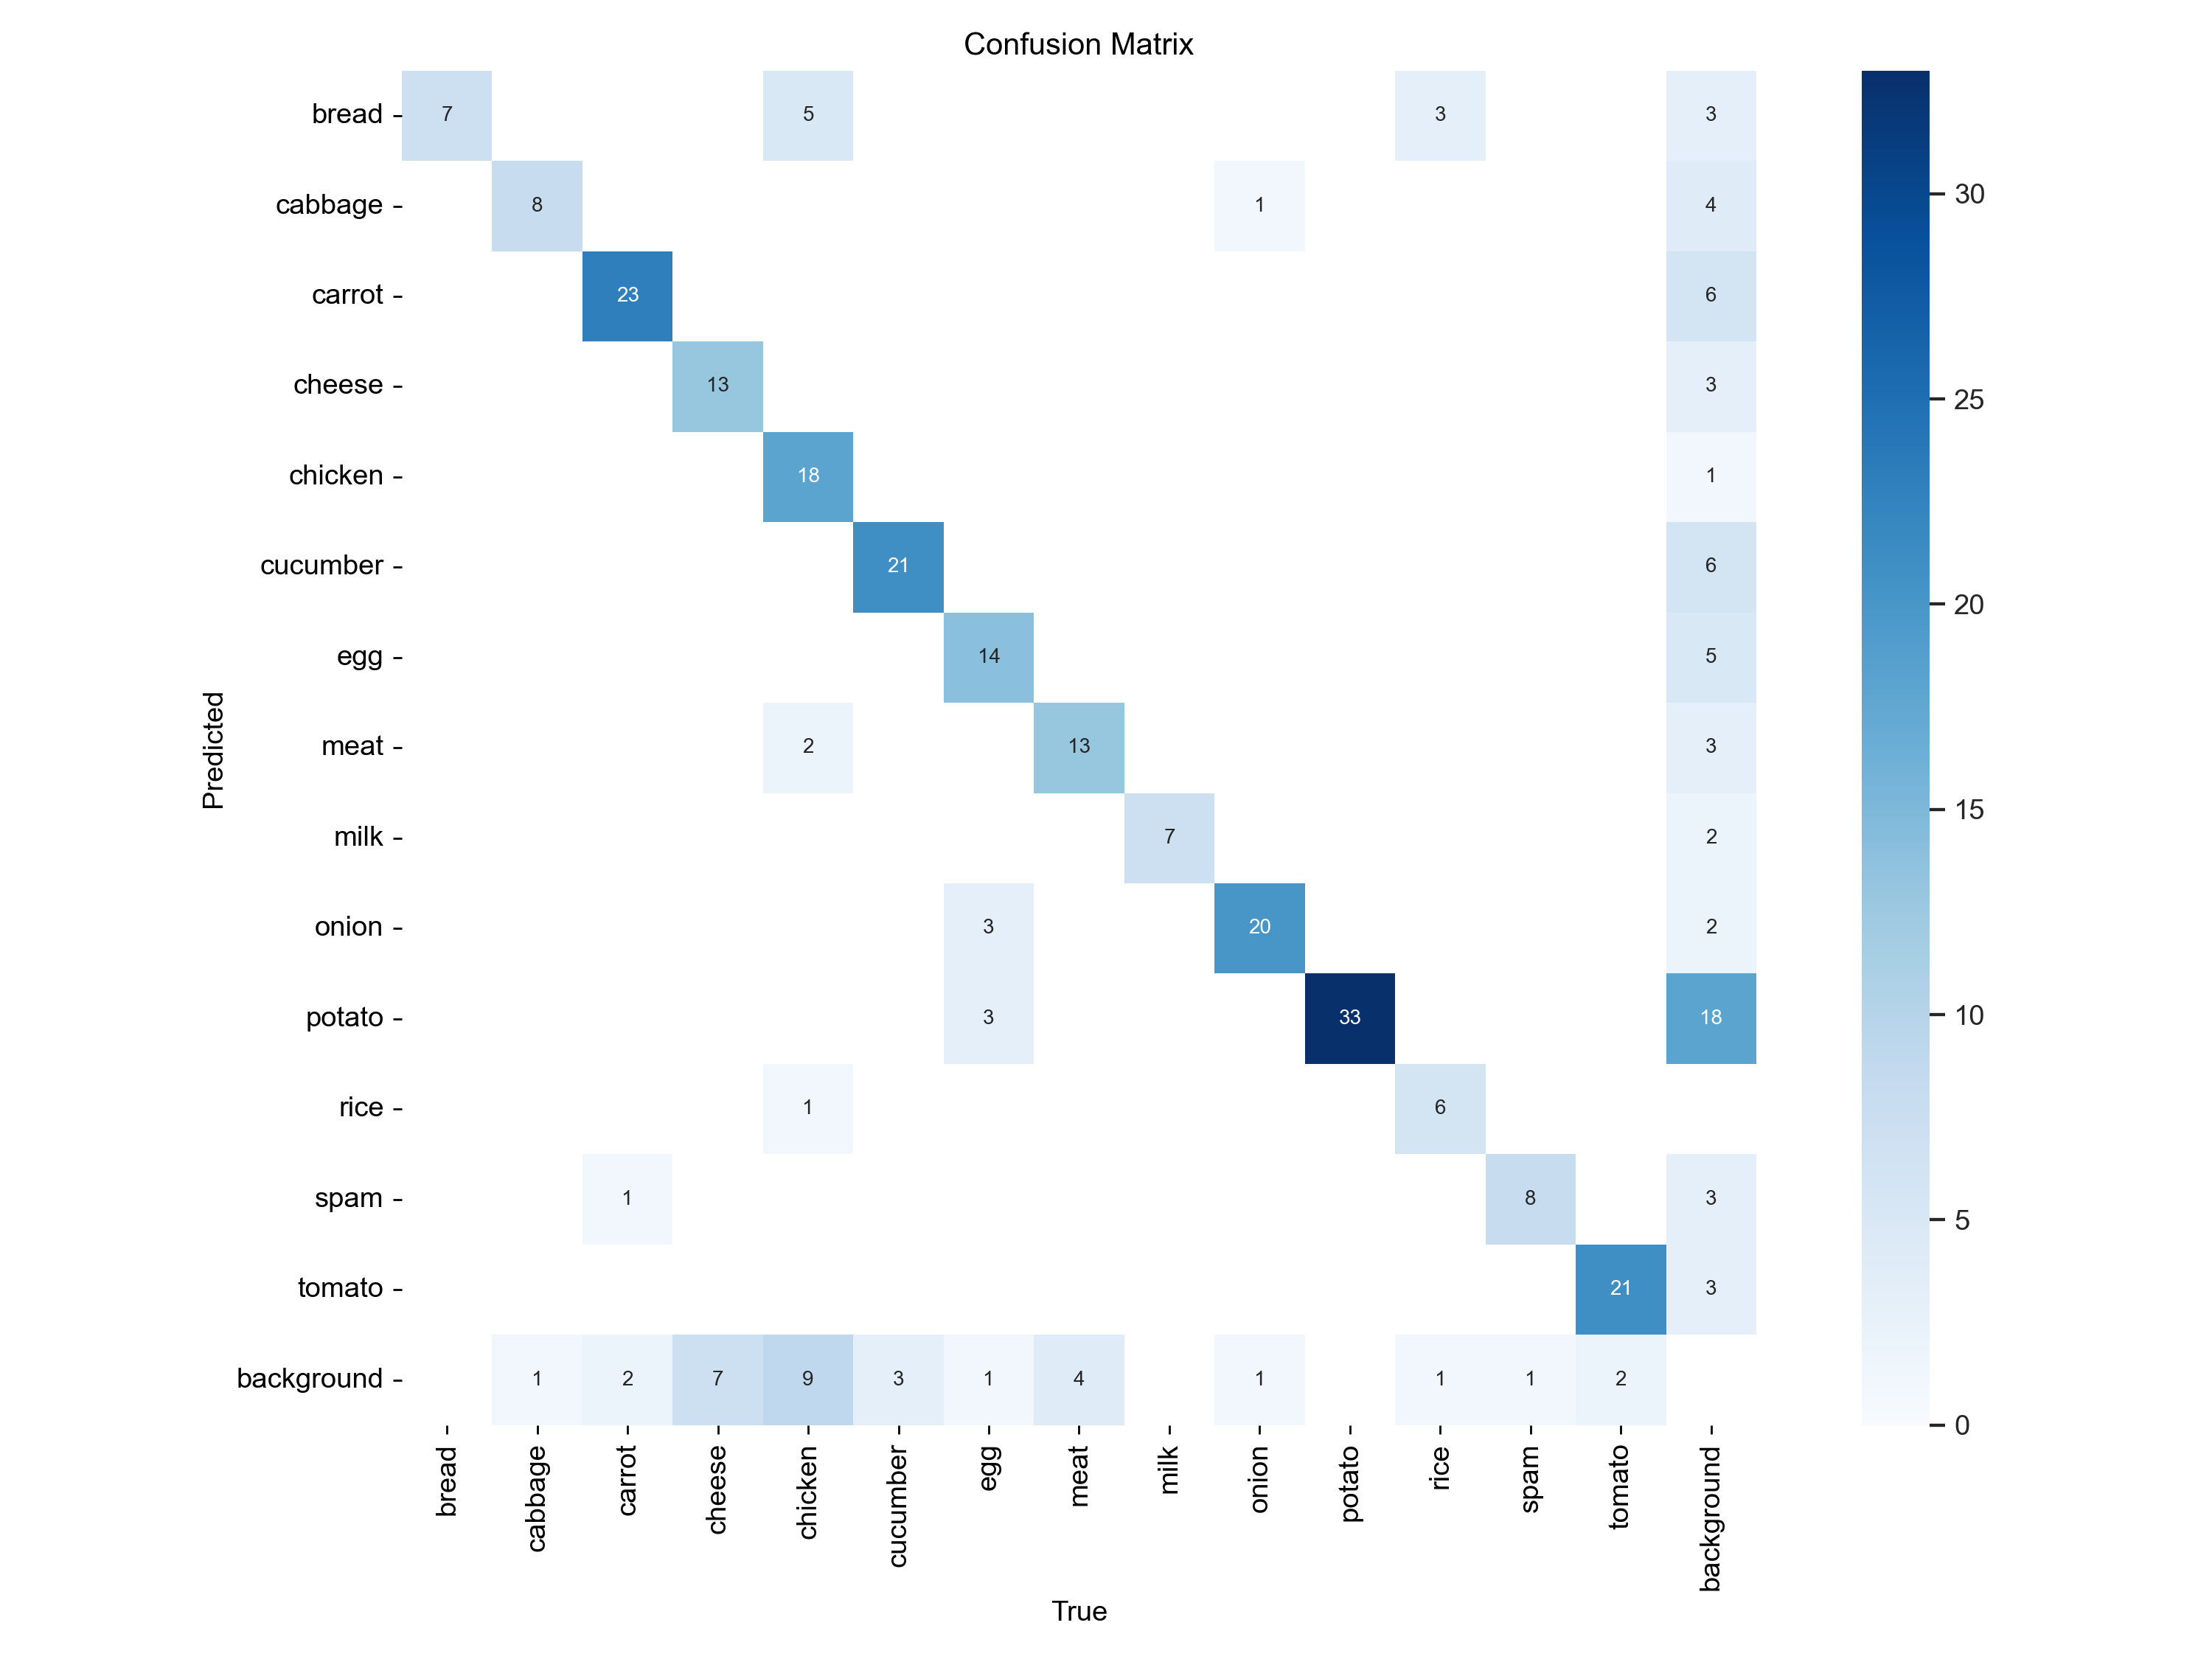 Confusion Matrix
bread 7 5 3 3
cabbage 8 1 4
carrot 23 6
cheese 13 3
chicken 18 1
cucumber 21 6
egg 14 5
meat 2 13 3
milk 7 2
onion 3 20 2
potato 3 33 18
rice 1 6
spam 1 8 3
tomato 21 3
background 1 2 7 9 3 1 4 1 1 1 2
bread cabbage carrot cheese chicken cucumber egg meat milk onion potato rice spam tomato background
True
Predicted
30
25
20
15
10
5
0